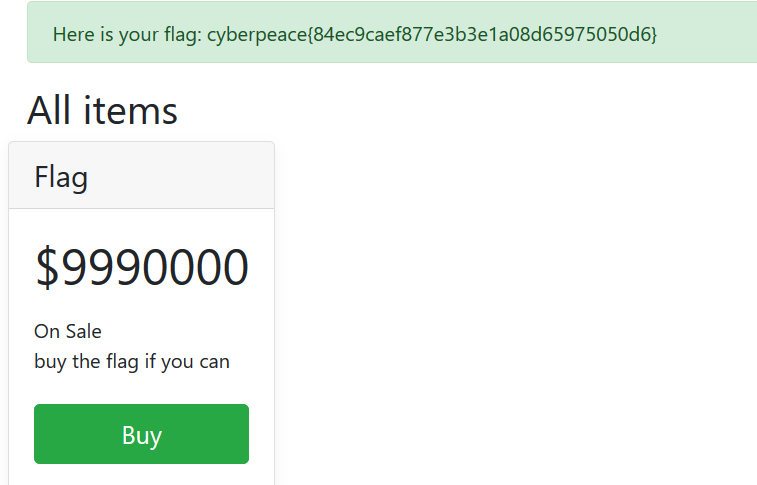 Here is your flag: cyberpeace{84ec9caef877e3b3e1a08d65975050d6}
All items
Flag
$9990000
On Sale
buy the flag if you can
Buy